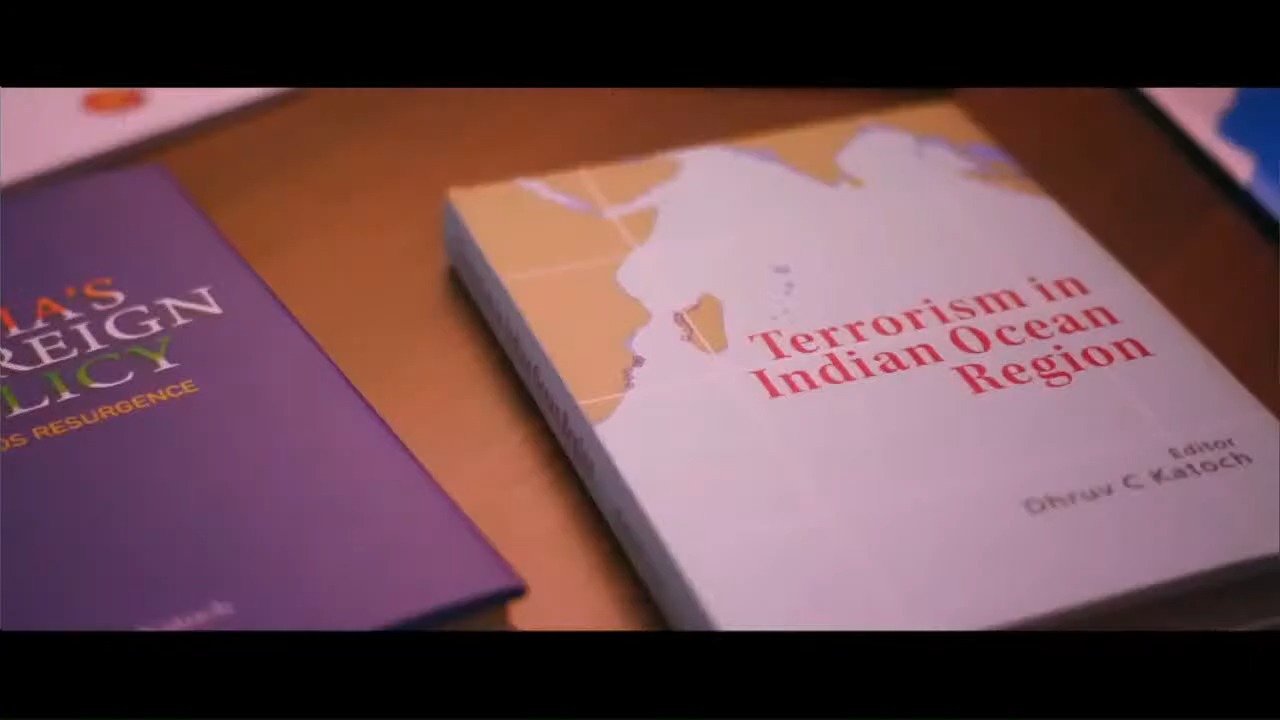 IA'S
REIGN
LICY
DS RESURGENCE
Terrorism in
Indian Ocean
Region
Editor
Dhruv C Katoch